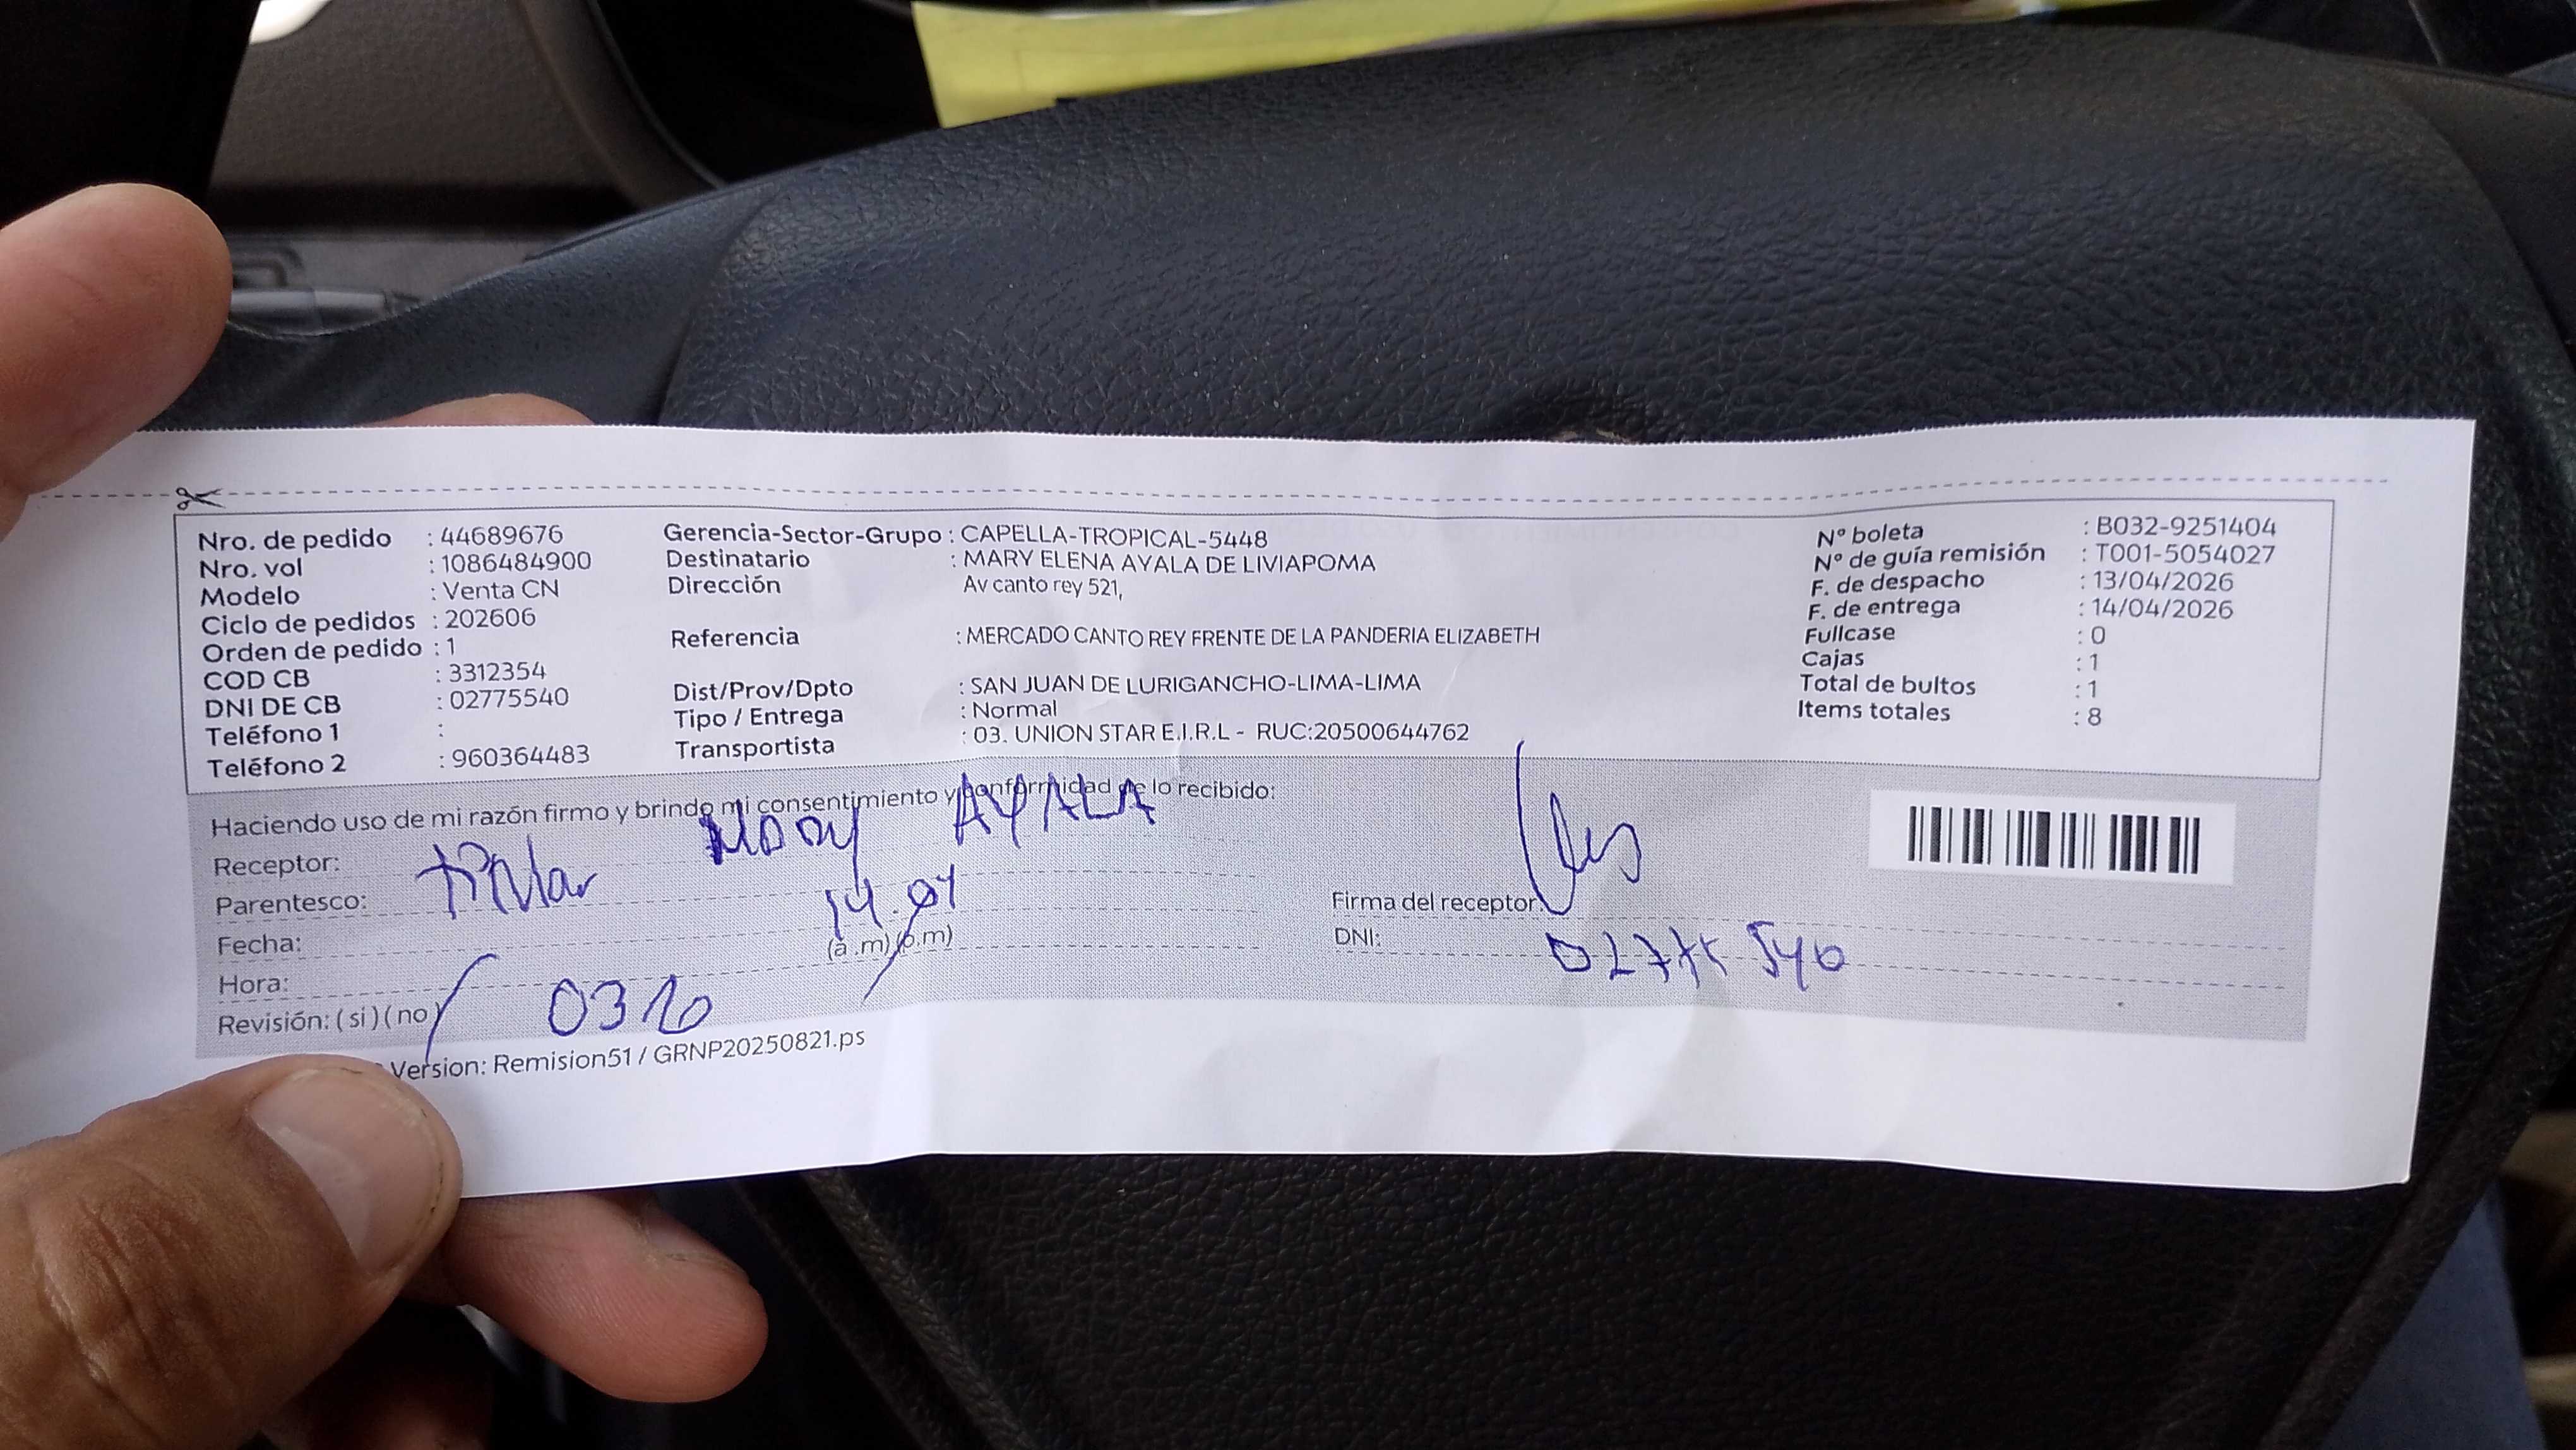 Nro. de pedido : 44689676
Nro. vol : 1086484900
Modelo : Venta CN
Ciclo de pedidos : 202606
Orden de pedido : 1
COD CB : 3312354
DNI DE CB : 02775540
Teléfono 1 :
Teléfono 2 : 960364483
Gerencia-Sector-Grupo : CAPELLA-TROPICAL-5448
Destinatario : MARY ELENA AYALA DE LIVIAPOMA
Dirección Av canto rey 521,
Referencia : MERCADO CANTO REY FRENTE DE LA PANDERIA ELIZABETH
Dist/Prov/Dpto : SAN JUAN DE LURIGANCHO-LIMA-LIMA
Tipo / Entrega : Normal
Transportista : 03. UNION STAR E.I.R.L - RUC:20500644762
N° boleta : B032-9251404
N° de guía remisión : T001-5054027
F. de despacho : 13/04/2026
F. de entrega : 14/04/2026
Fullcase : 0
Cajas : 1
Total de bultos : 1
Items totales : 8
Haciendo uso de mi razón firmo y brindo mi consentimiento y conformidad de lo recibido:
Receptor: Mary AYALA
Parentesco: titular
Fecha: 14.04
Hora: 0310 (a.m) (p.m)
Revisión: (si) (no)
Firma del receptor:
DNI: 02775540
Version: Remision51 / GRNP20250821.ps